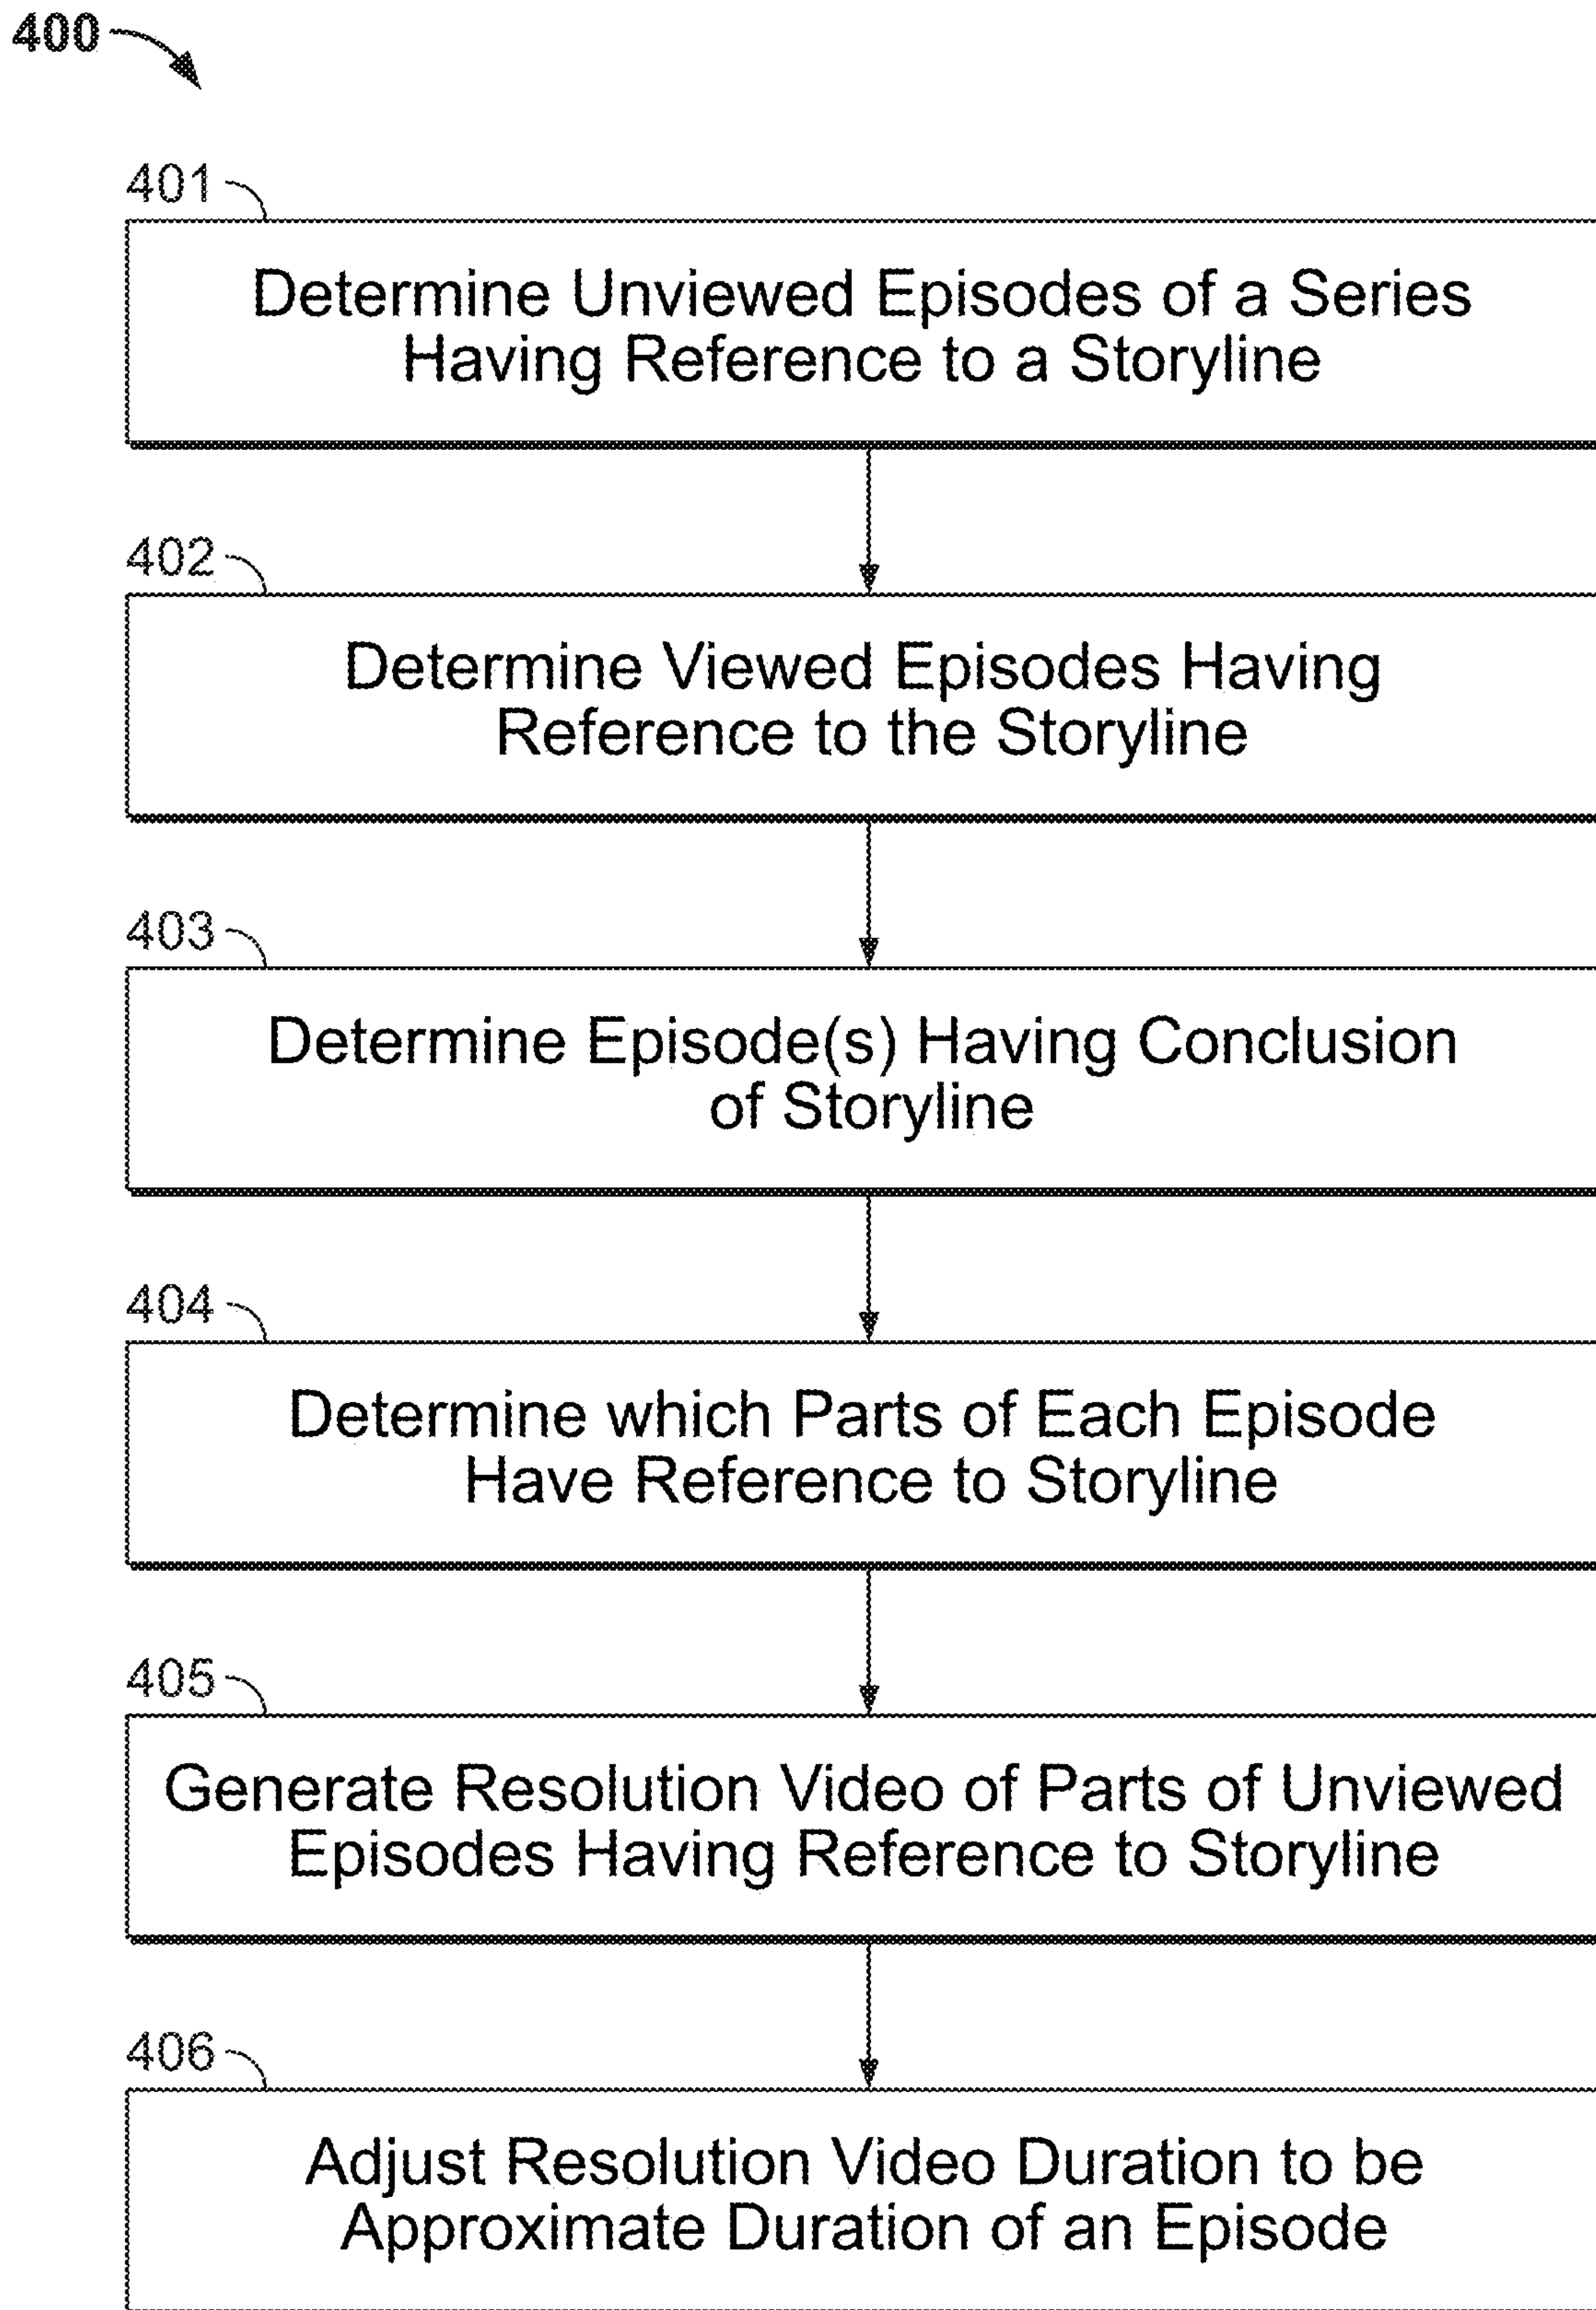 400
401
Determine Unviewed Episodes of a Series
Having Reference to a Storyline
402
Determine Viewed Episodes Having
Reference to the Storyline
403
Determine Episode(s) Having Conclusion
of Storyline
404
Determine which Parts of Each Episode
Have Reference to Storyline
405
Generate Resolution Video of Parts of Unviewed
Episodes Having Reference to Storyline
406
Adjust Resolution Video Duration to be
Approximate Duration of an Episode